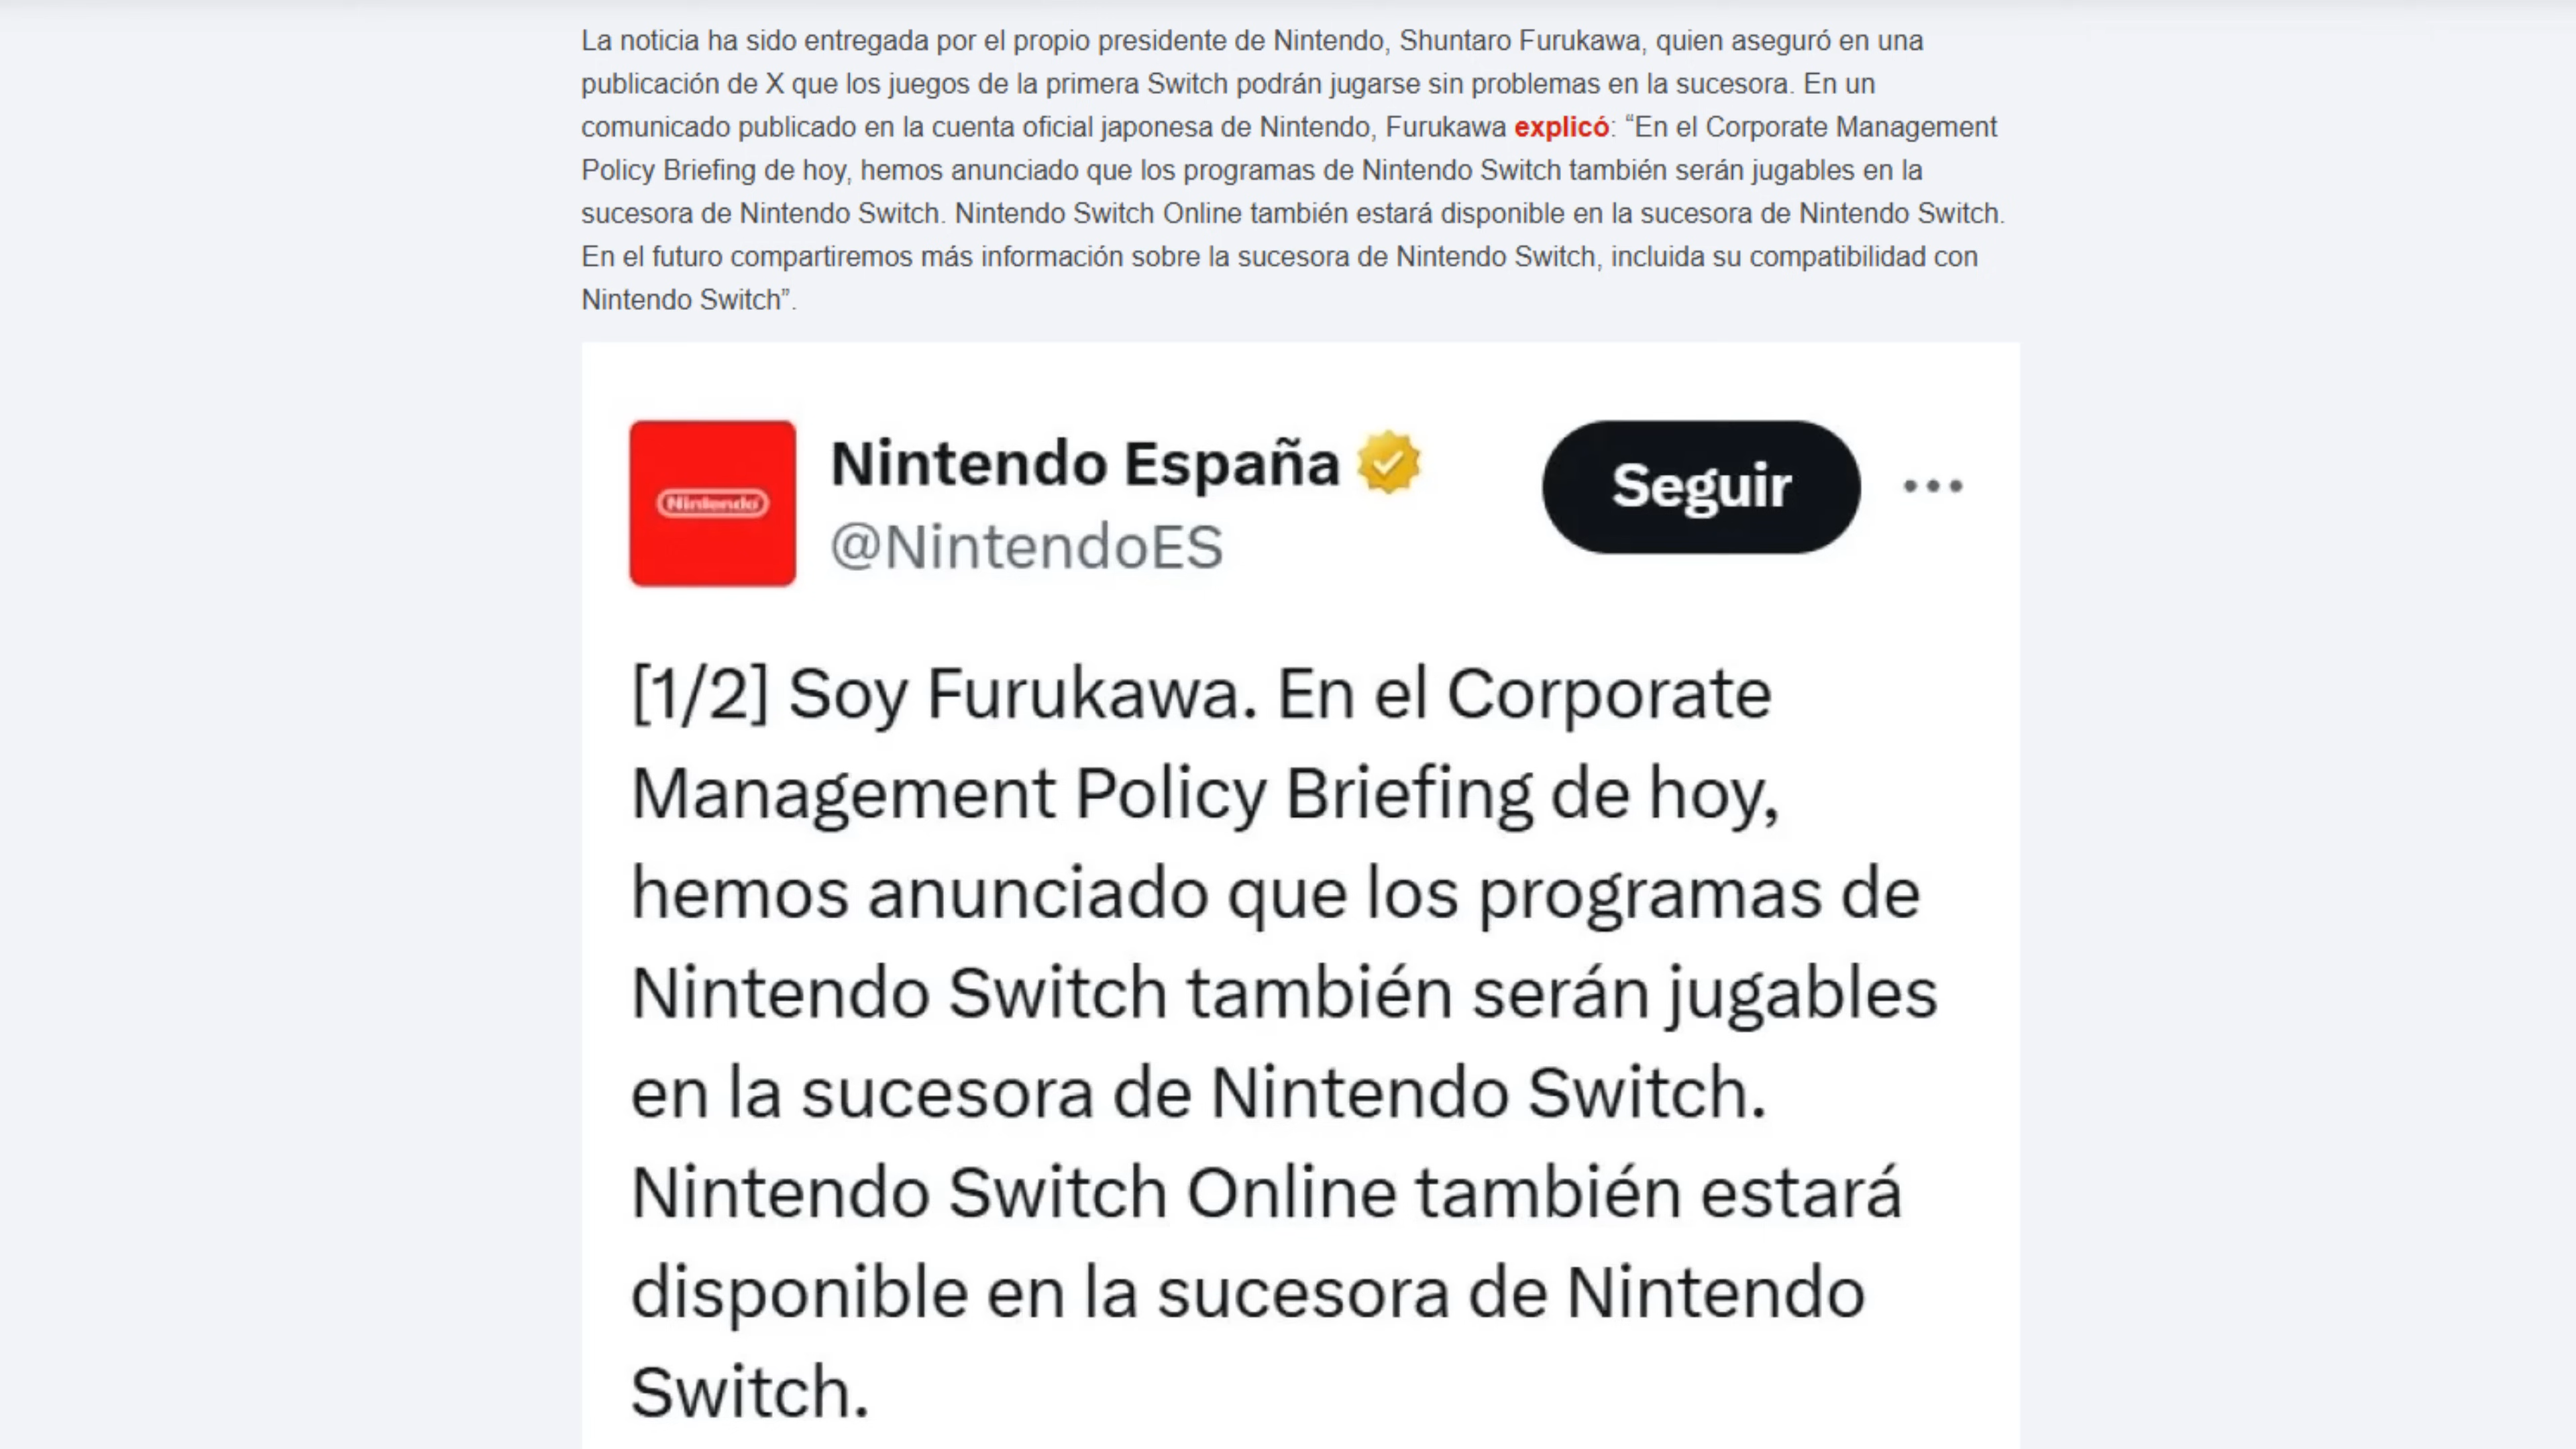 La noticia ha sido entregada por el propio presidente de Nintendo, Shuntaro Furukawa, quien aseguró en una
publicación de X que los juegos de la primera Switch podrán jugarse sin problemas en la sucesora. En un
comunicado publicado en la cuenta oficial japonesa de Nintendo, Furukawa explicó: “En el Corporate Management
Policy Briefing de hoy, hemos anunciado que los programas de Nintendo Switch también serán jugables en la
sucesora de Nintendo Switch. Nintendo Switch Online también estará disponible en la sucesora de Nintendo Switch.
En el futuro compartiremos más información sobre la sucesora de Nintendo Switch, incluida su compatibilidad con
Nintendo Switch”.
Nintendo
Nintendo España
Seguir
@NintendoES
[1/2] Soy Furukawa. En el Corporate
Management Policy Briefing de hoy,
hemos anunciado que los programas de
Nintendo Switch también serán jugables
en la sucesora de Nintendo Switch.
Nintendo Switch Online también estará
disponible en la sucesora de Nintendo
Switch.